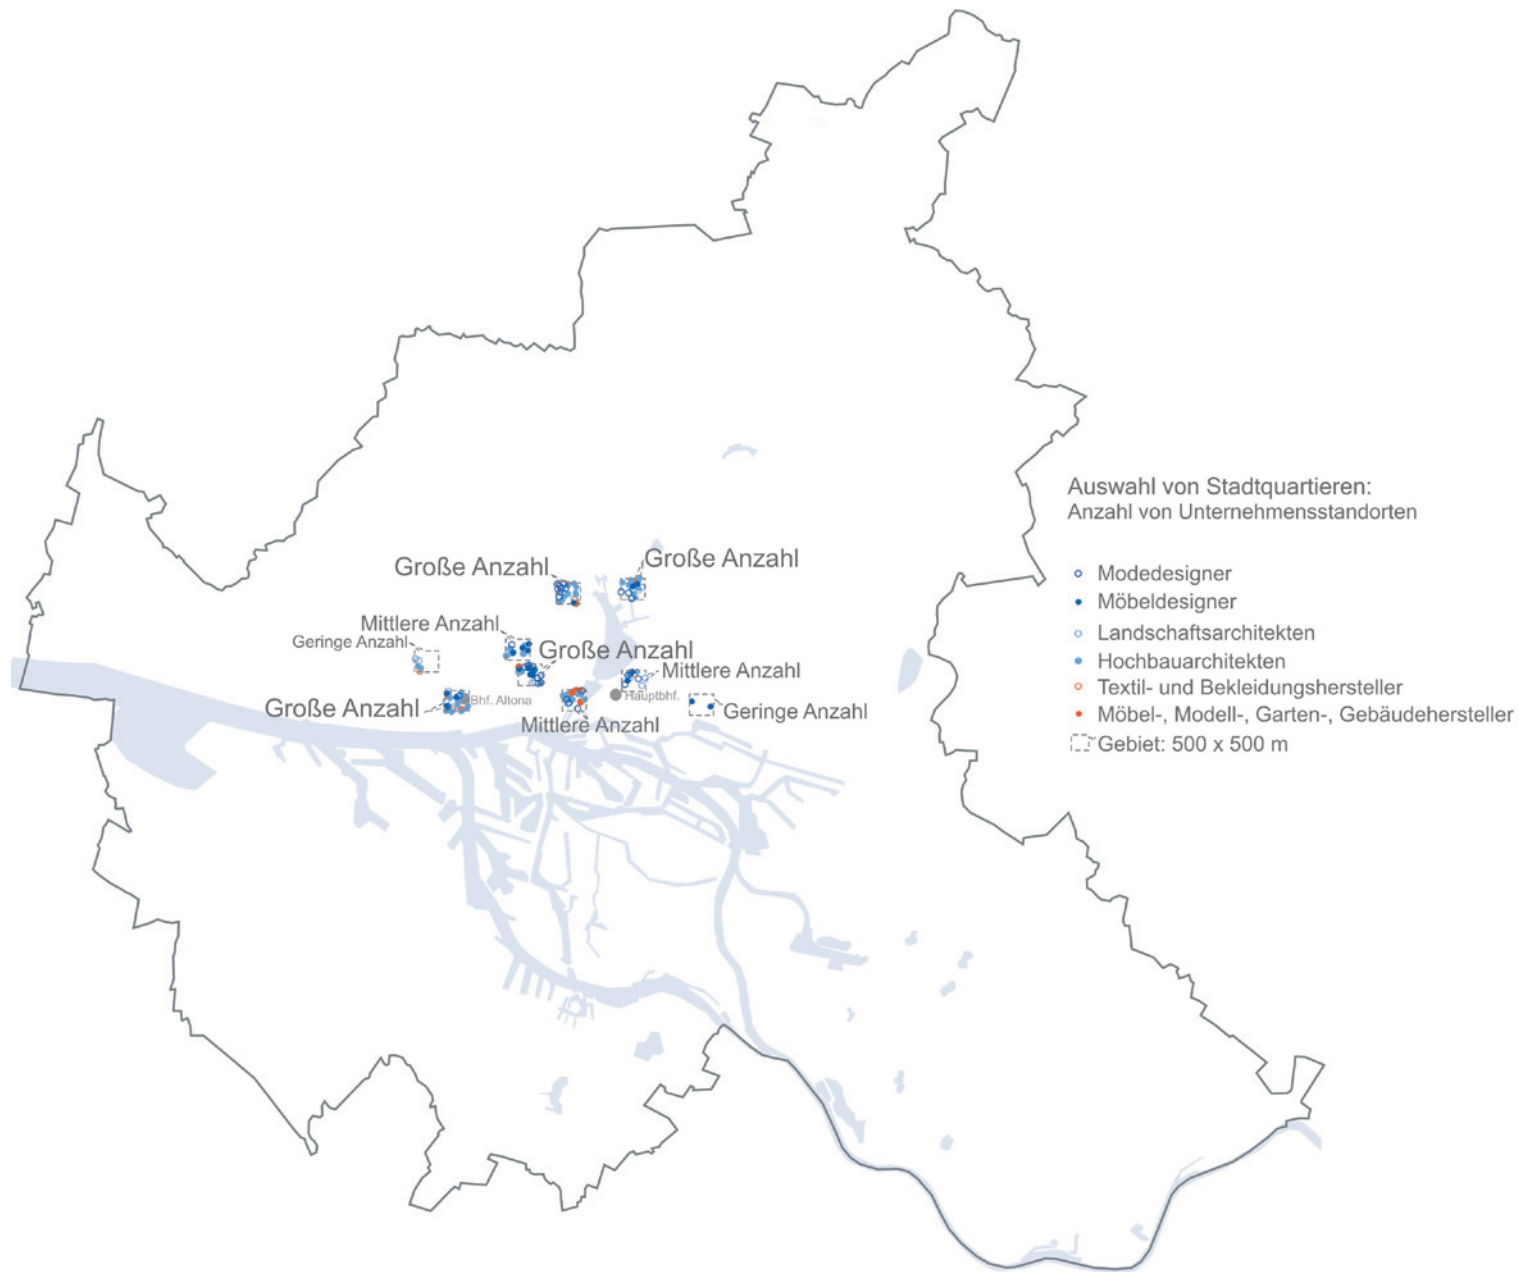 Große Anzahl
Große Anzahl
Mittlere Anzahl
Geringe Anzahl
Große Anzahl
Mittlere Anzahl
Große Anzahl
Bhf. Altona
Hauptbhf.
Mittlere Anzahl
Geringe Anzahl
Auswahl von Stadtquartieren:
Anzahl von Unternehmensstandorten
Modedesigner
Möbeldesigner
Landschaftsarchitekten
Hochbauarchitekten
Textil- und Bekleidungshersteller
Möbel-, Modell-, Garten-, Gebäudehersteller
Gebiet: 500 x 500 m